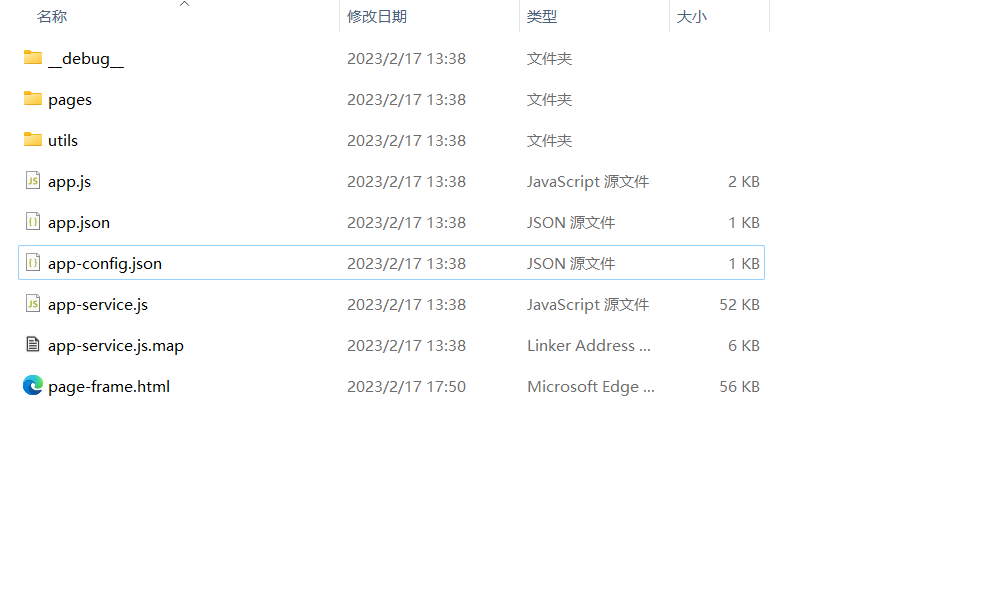 名称 修改日期 类型 大小
__debug__ 2023/2/17 13:38 文件夹
pages 2023/2/17 13:38 文件夹
utils 2023/2/17 13:38 文件夹
app.js 2023/2/17 13:38 JavaScript 源文件 2 KB
app.json 2023/2/17 13:38 JSON 源文件 1 KB
app-config.json 2023/2/17 13:38 JSON 源文件 1 KB
app-service.js 2023/2/17 13:38 JavaScript 源文件 52 KB
app-service.js.map 2023/2/17 13:38 Linker Address ... 6 KB
page-frame.html 2023/2/17 17:50 Microsoft Edge ... 56 KB